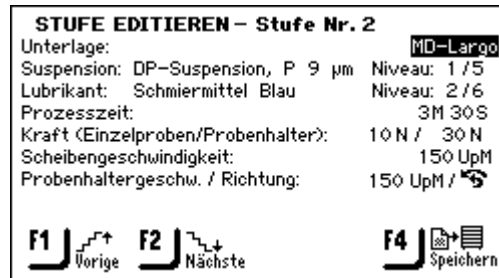 STUFE EDITIEREN – Stufe Nr. 2
Unterlage: MD-Largo
Suspension: DP-Suspension, P 9 µm Niveau: 1/5
Lubrikant: Schmiermittel Blau Niveau: 2/6
Prozesszeit: 3M 30S
Kraft (Einzelproben/Probenhalter): 10N / 30N
Scheibengeschwindigkeit: 150 UpM
Probenhaltergeschw. / Richtung: 150 UpM /
F1 Vorige F2 Nächste F4 Speichern